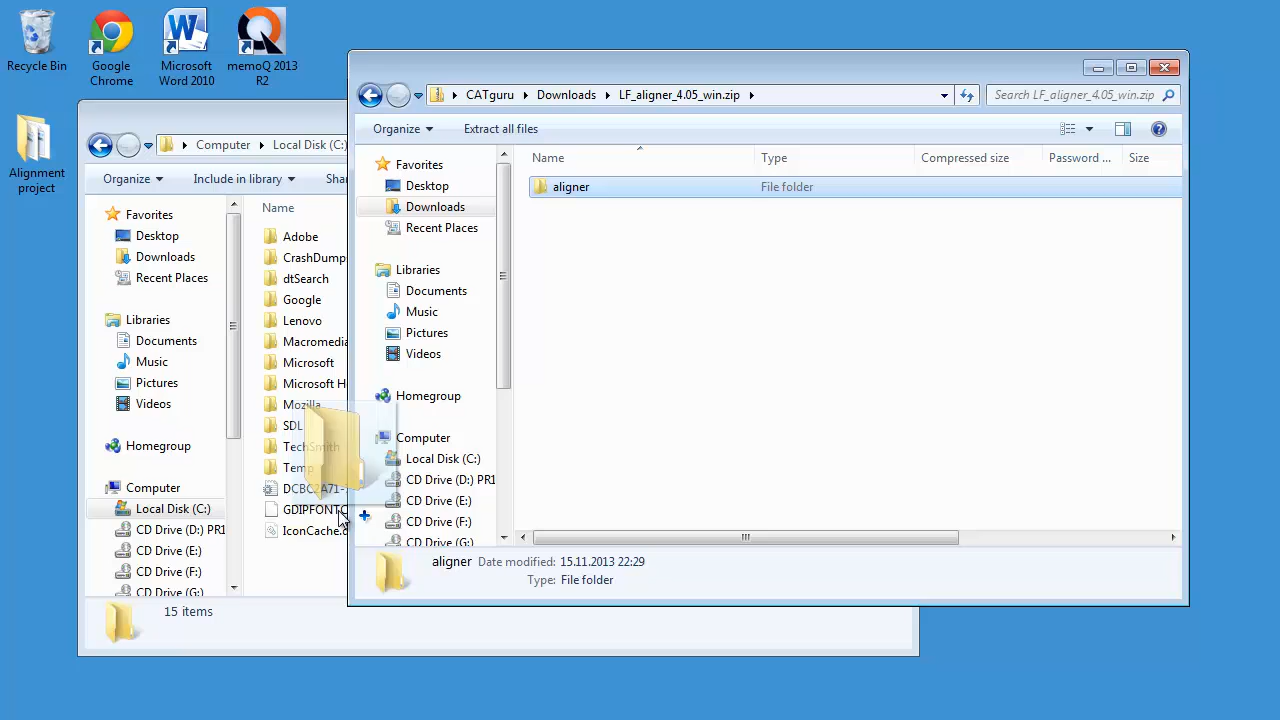 Recycle Bin
Google
Chrome
Microsoft
Word 2010
memoQ 2013
R2
Alignment
project
Computer
Local Disk (C:)
Organize
Include in library
Favorites
Desktop
Downloads
Recent Places
Libraries
Documents
Music
Pictures
Videos
Homegroup
Computer
Local Disk (C:)
CD Drive (D:) PR1
CD Drive (E:)
CD Drive (F:)
CD Drive (G:)
Name
Adobe
CrashDump
dtSearch
Google
Lenovo
Macromedia
Microsoft
Microsoft H
Mozilla
SDL
TechSmith
Temp
GDIPFONTC
15 items
CATguru
Downloads
LF_aligner_4.05_win.zip
Search LF_aligner_4.05_win.zip
Organize
Extract all files
Favorites
Desktop
Downloads
Recent Places
Libraries
Documents
Music
Pictures
Videos
Homegroup
Computer
Local Disk (C:)
CD Drive (D:) PR1
CD Drive (E:)
CD Drive (F:)
CD Drive (G:)
Name Type Compressed size Password ... Size
aligner File folder
aligner Date modified: 15.11.2013 22:29
Type: File folder